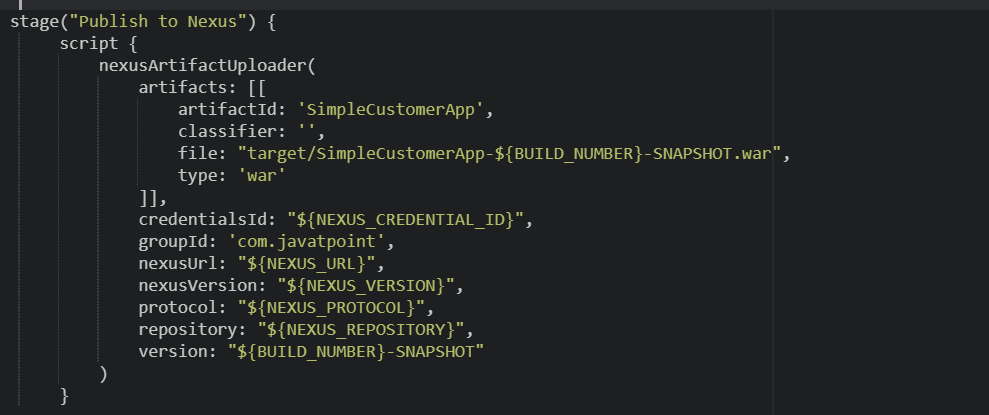 stage("Publish to Nexus") {
script {
nexusArtifactUploader(
artifacts: [[
artifactId: 'SimpleCustomerApp',
classifier: '',
file: "target/SimpleCustomerApp-${BUILD_NUMBER}-SNAPSHOT.war",
type: 'war'
]],
credentialsId: "${NEXUS_CREDENTIAL_ID}",
groupId: 'com.javatpoint',
nexusUrl: "${NEXUS_URL}",
nexusVersion: "${NEXUS_VERSION}",
protocol: "${NEXUS_PROTOCOL}",
repository: "${NEXUS_REPOSITORY}",
version: "${BUILD_NUMBER}-SNAPSHOT"
)
}